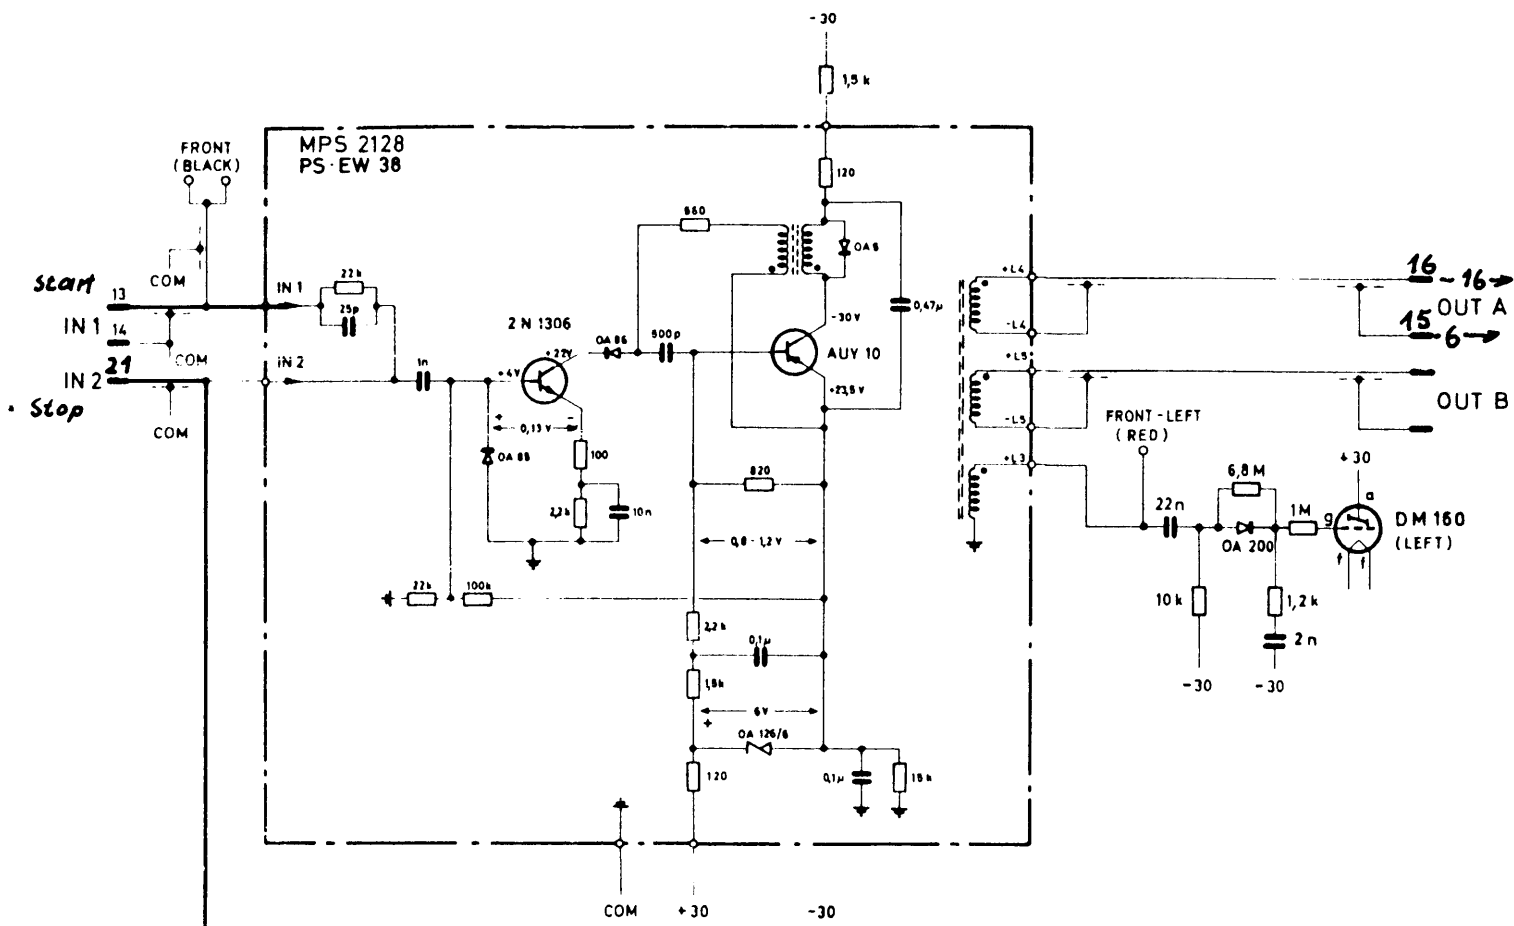 -30
1,5 k
MPS 2128
PS-EW 38
FRONT
(BLACK)
120
560
OA 5
COM
22k
IN 1
25p
start
13
IN 1
14
COM
21
IN 2
Stop
COM
IN 2
1n
2 N 1306
+22V
OA 86
500p
+4V
-30V
AUY 10
+23,5 V
0,47µ
+L4
-L4
+L5
-L5
+L3
16
-16→
OUT A
15
-6→
OUT B
FRONT-LEFT
(RED)
+
-
0,13 V
OA 85
100
2,2k
10n
820
0,8 - 1,2 V
22k
100k
2,2k
0,1µ
1,5k
6V
+
OA 126/6
120
0,1µ
15k
22n
6,8 M
OA 200
1M
+30
a
g
f
f
DM 160
(LEFT)
10k
1,2 k
2n
-30
-30
COM
+30
-30